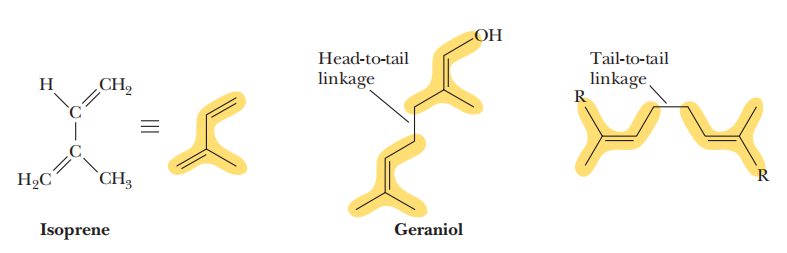 H
CH₂
C
C
H₂C
CH₃
≡
Isoprene
Head-to-tail
linkage
OH
Geraniol
Tail-to-tail
linkage
R
R